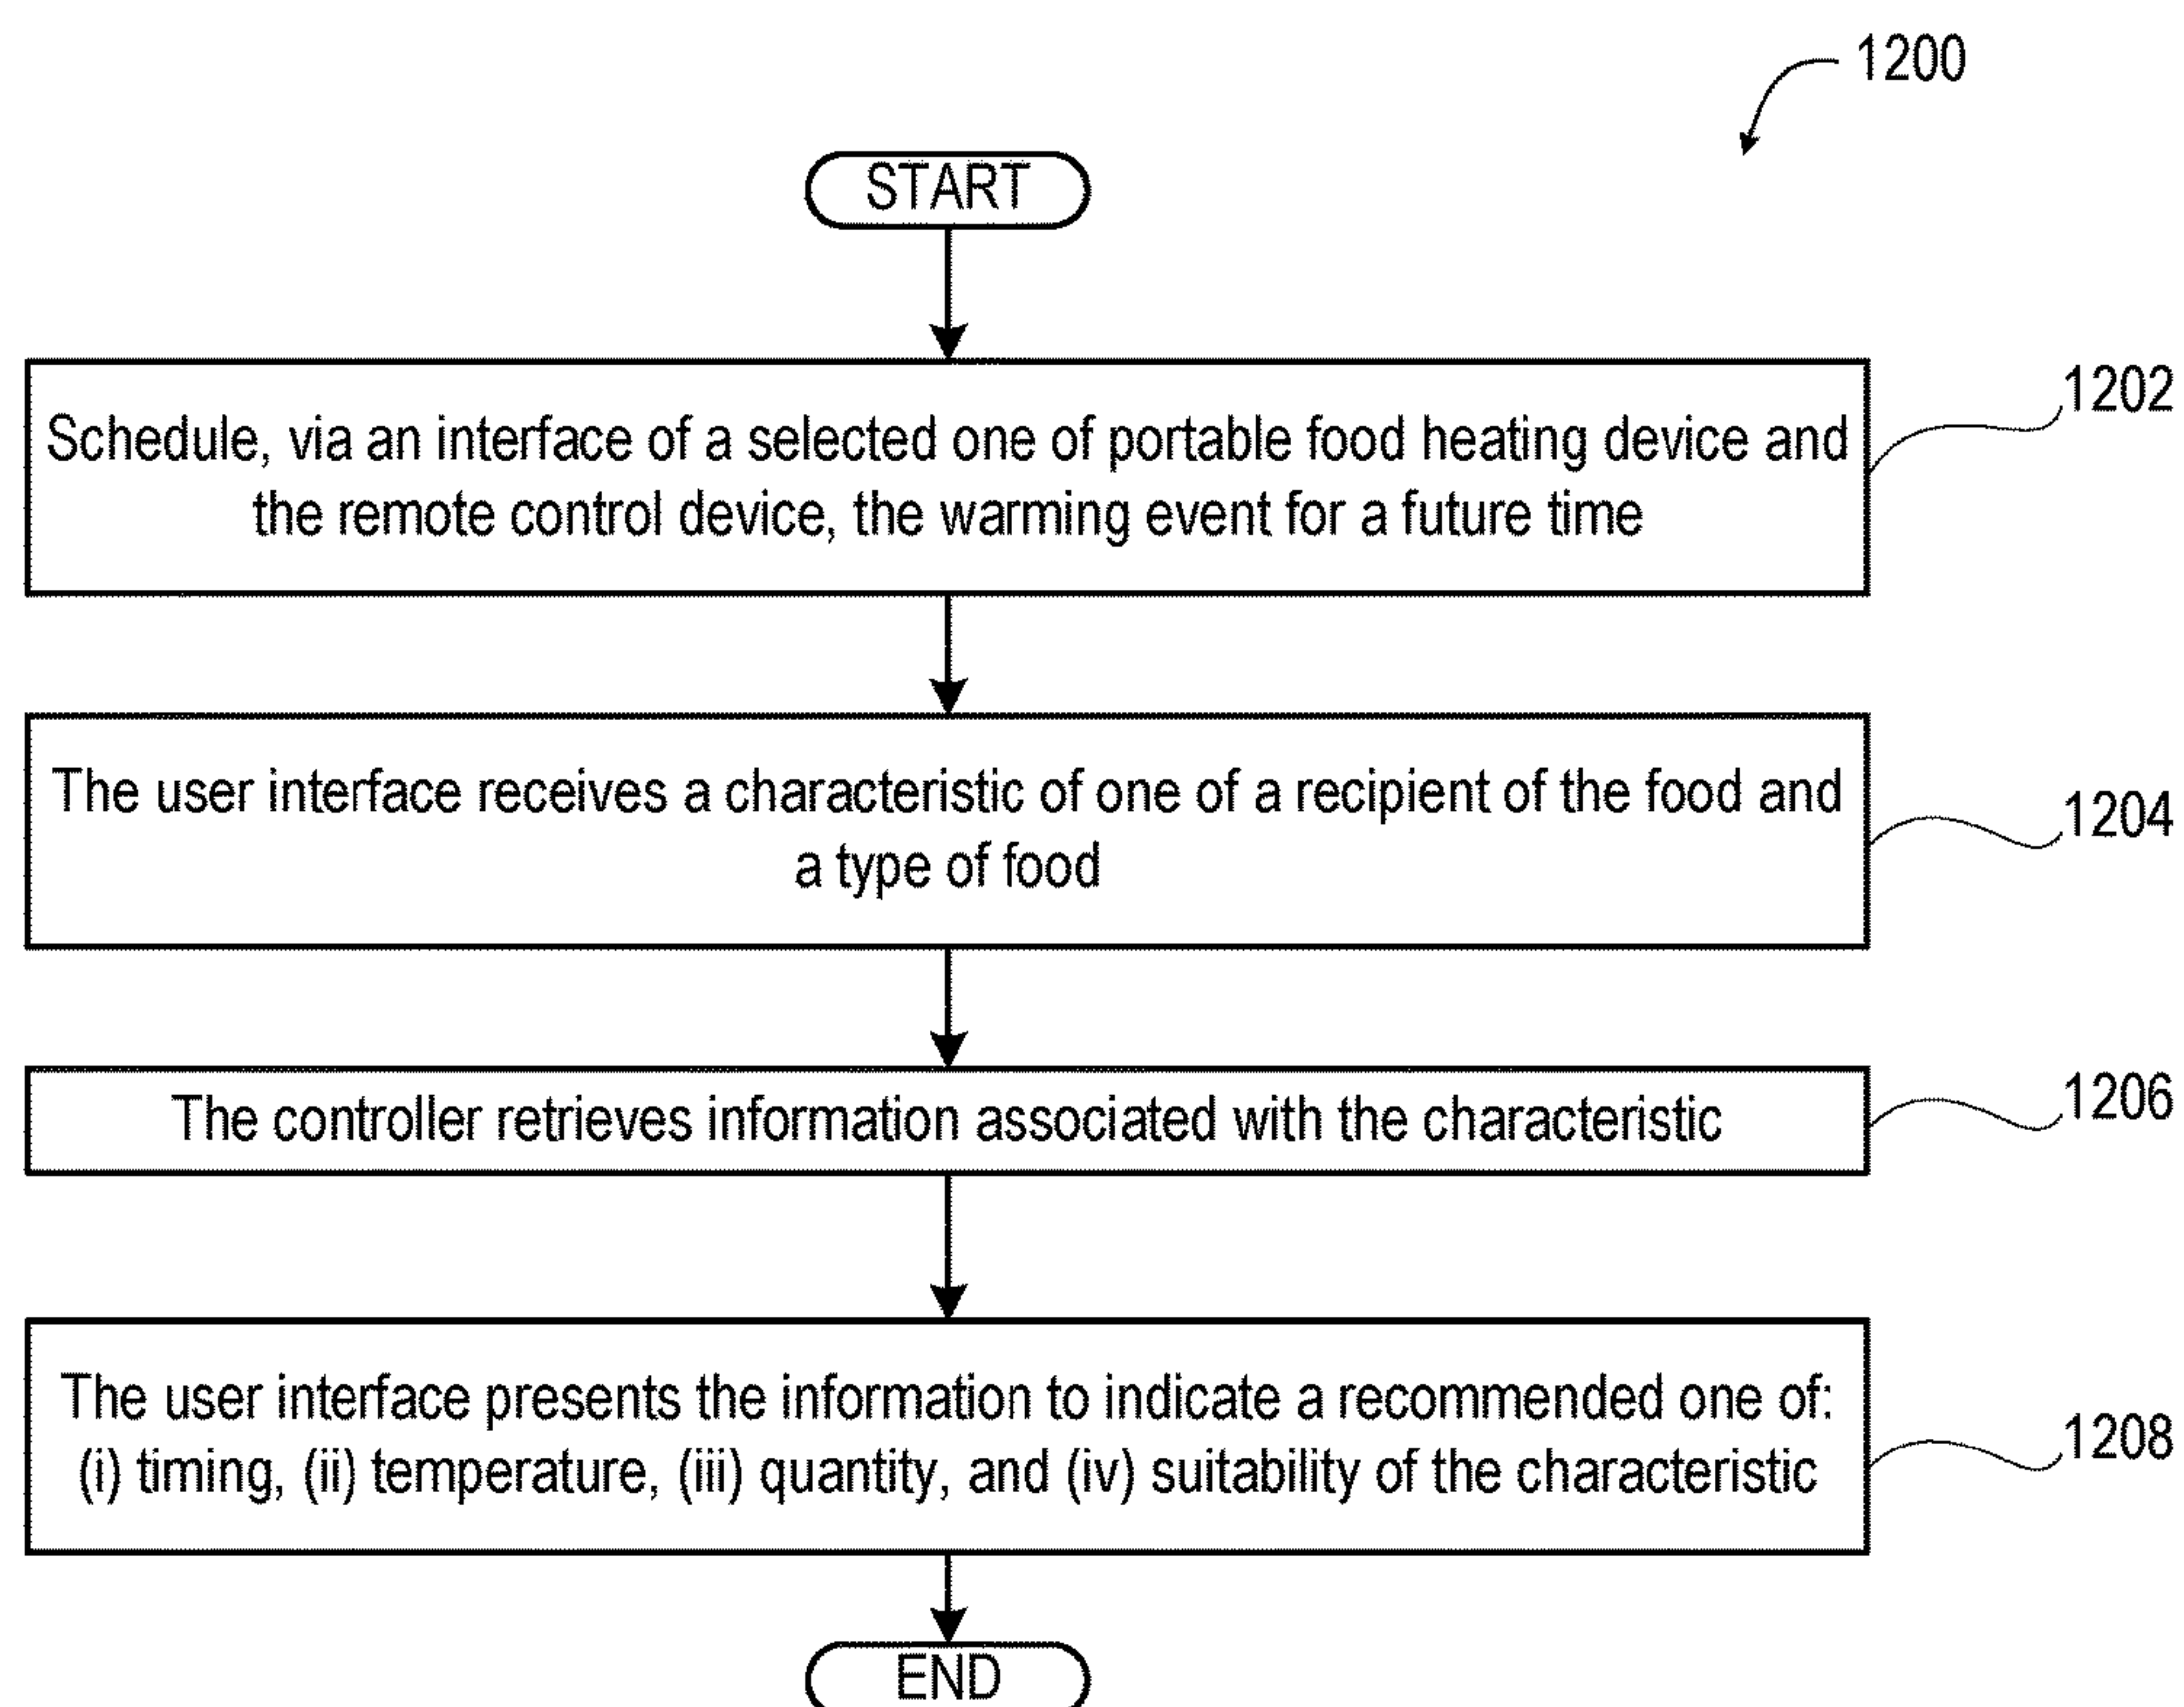 1200
START
Schedule, via an interface of a selected one of portable food heating device and
the remote control device, the warming event for a future time
1202
The user interface receives a characteristic of one of a recipient of the food and
a type of food
1204
The controller retrieves information associated with the characteristic
1206
The user interface presents the information to indicate a recommended one of:
(i) timing, (ii) temperature, (iii) quantity, and (iv) suitability of the characteristic
1208
END